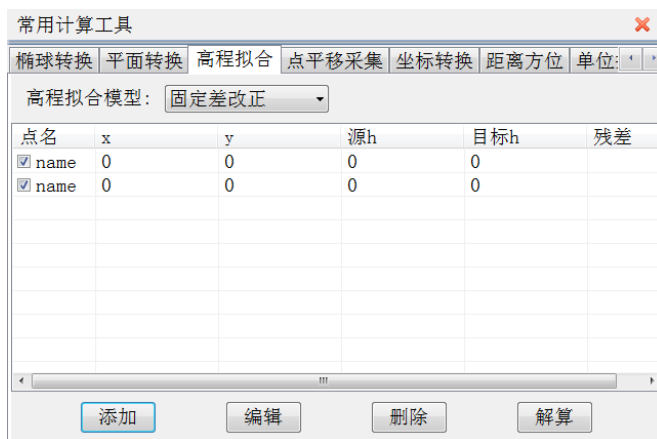 常用计算工具
椭球转换 平面转换 高程拟合 点平移采集 坐标转换 距离方位 单位
高程拟合模型: 固定差改正
点名 x y 源h 目标h 残差
name 0 0 0 0
name 0 0 0 0
添加 编辑 删除 解算